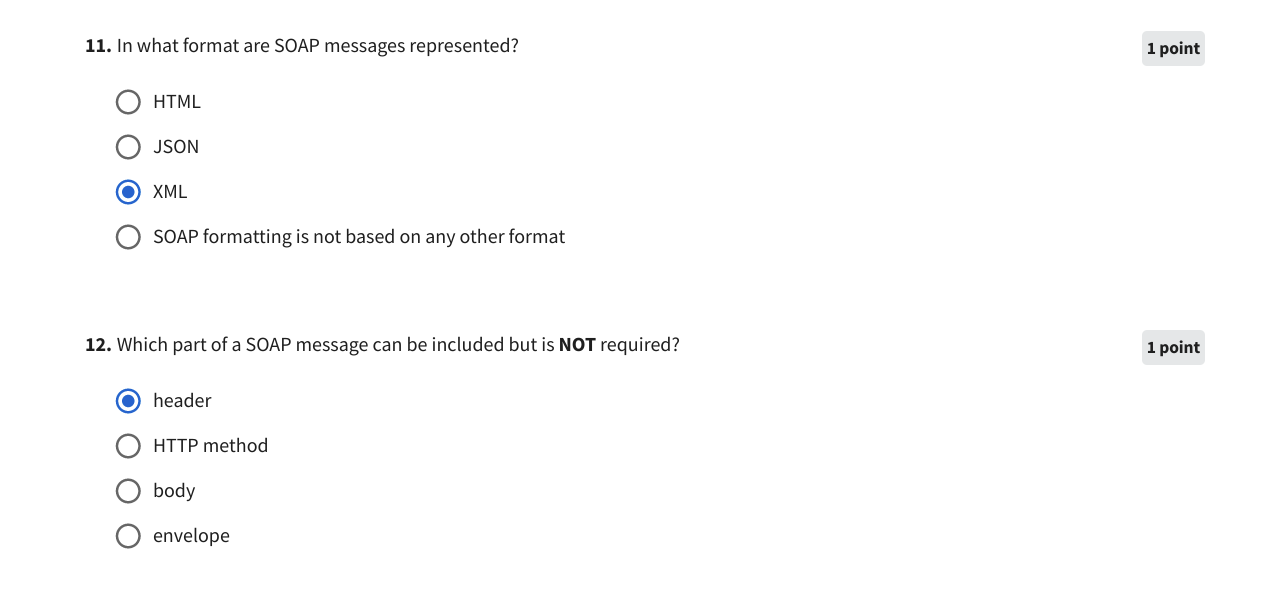 11. In what format are SOAP messages represented?
1 point
HTML
JSON
XML
SOAP formatting is not based on any other format
12. Which part of a SOAP message can be included but is NOT required?
1 point
header
HTTP method
body
envelope